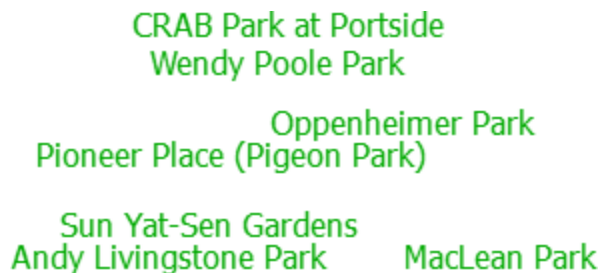 CRAB Park at Portside
Wendy Poole Park
Oppenheimer Park
Pioneer Place (Pigeon Park)
Sun Yat-Sen Gardens
Andy Livingstone Park
MacLean Park